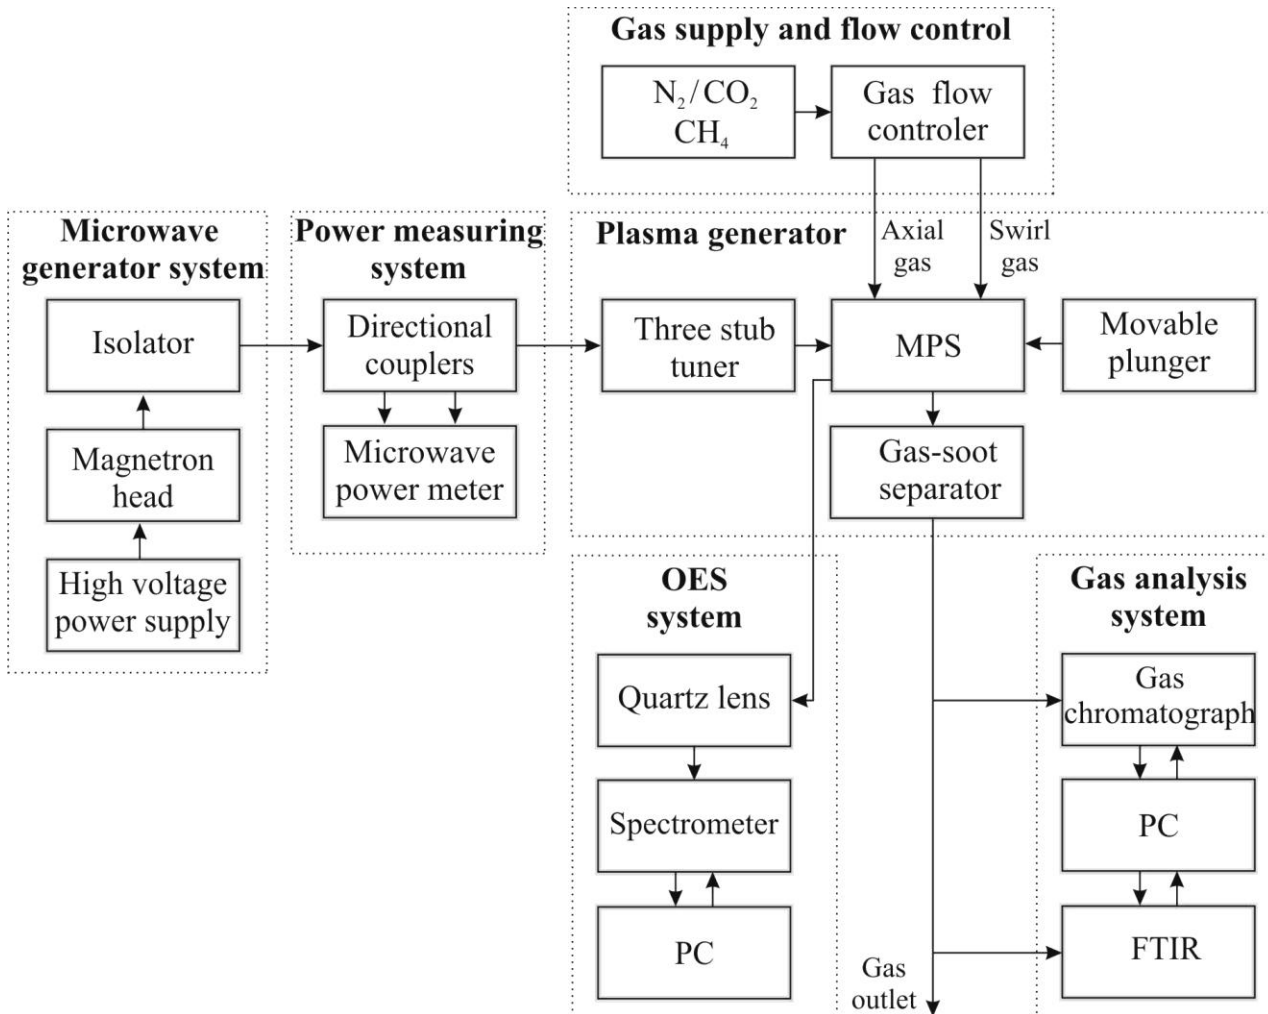 Gas supply and flow control
N₂/CO₂
CH₄
Gas flow
controler
Microwave
generator system
Isolator
Magnetron
head
High voltage
power supply
Power measuring
system
Directional
couplers
Microwave
power meter
Plasma generator
Axial
gas
Swirl
gas
Three stub
tuner
MPS
Movable
plunger
Gas-soot
separator
OES
system
Quartz lens
Spectrometer
PC
Gas
outlet
Gas analysis
system
Gas
chromatograph
PC
FTIR